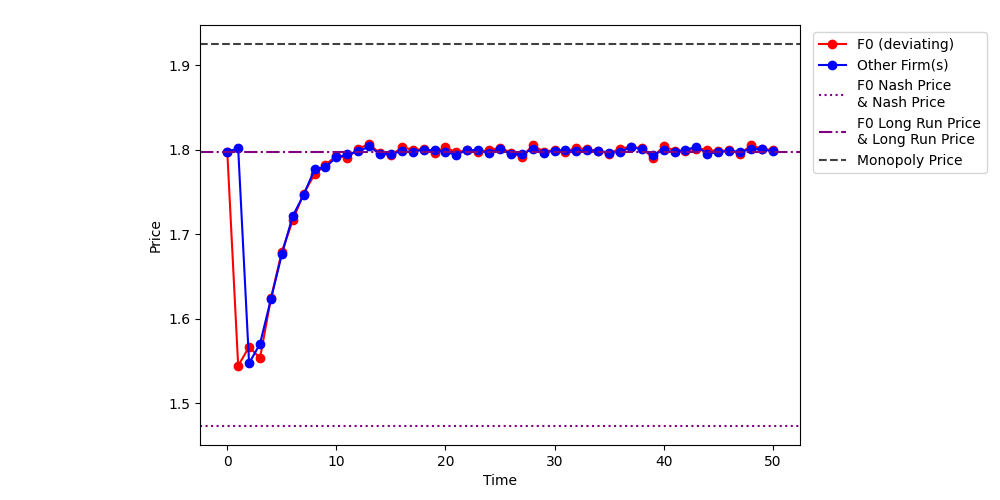 1.9
1.8
1.7
1.6
1.5
Price
0
10
20
30
40
50
Time
F0 (deviating)
Other Firm(s)
F0 Nash Price
& Nash Price
F0 Long Run Price
& Long Run Price
Monopoly Price